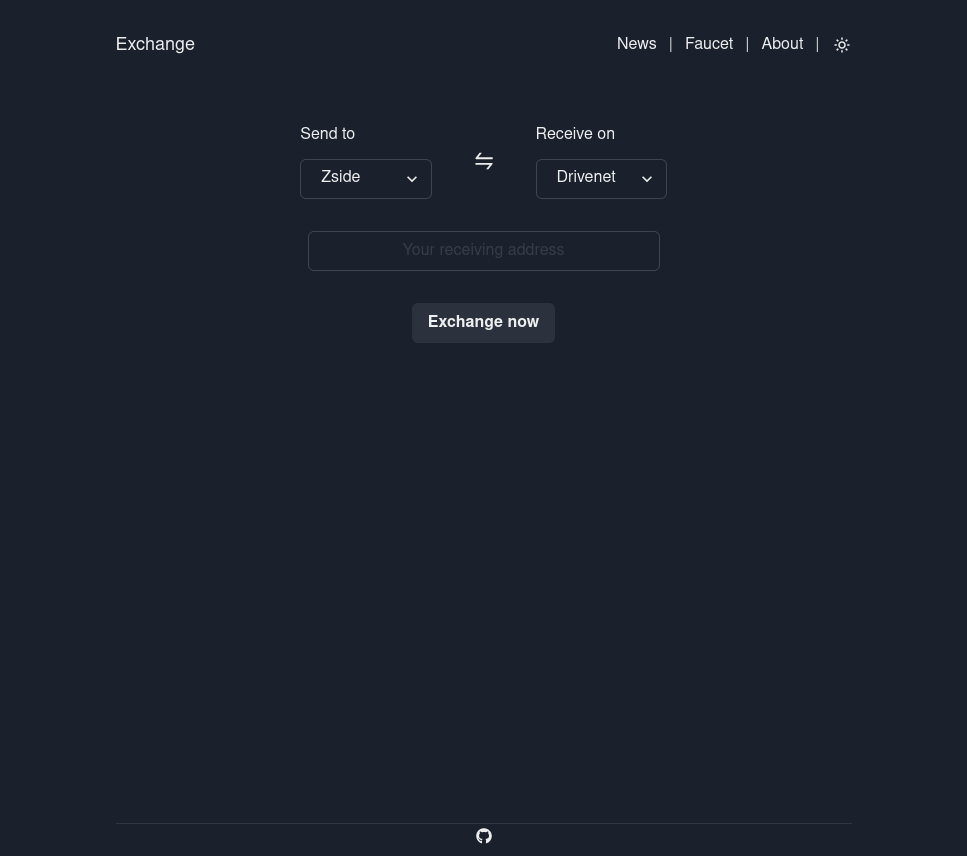 Exchange
News | Faucet | About |
Send to
Receive on
Zside
Drivenet
Your receiving address
Exchange now